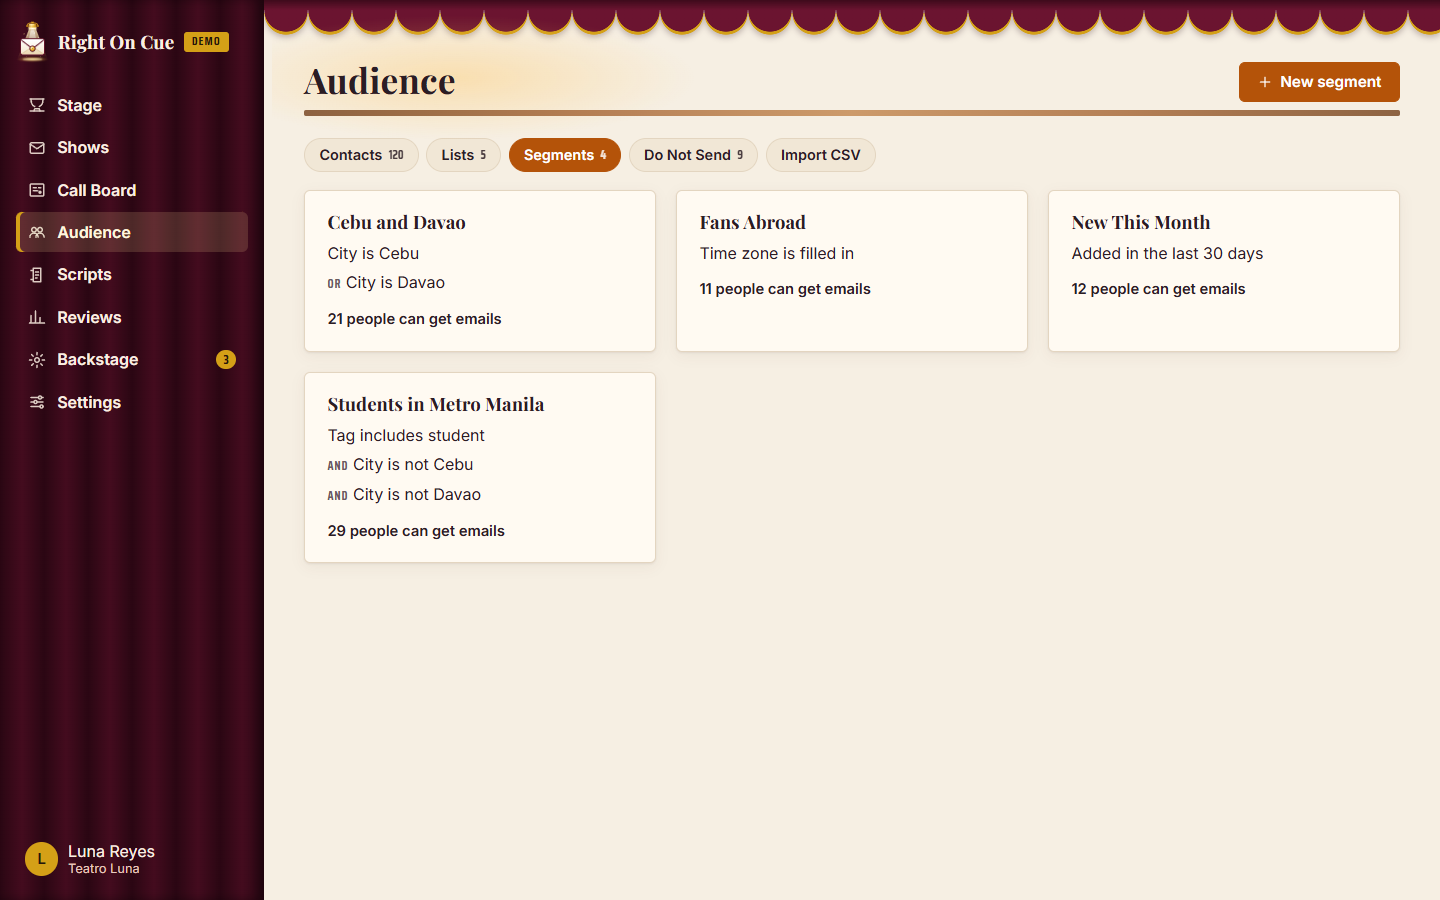 Right On Cue DEMO
Stage
Shows
Call Board
Audience
Scripts
Reviews
Backstage 3
Settings
L
Luna Reyes
Teatro Luna
Audience
+ New segment
Contacts 120
Lists 5
Segments 4
Do Not Send 9
Import CSV
Cebu and Davao
City is Cebu
OR City is Davao
21 people can get emails
Fans Abroad
Time zone is filled in
11 people can get emails
New This Month
Added in the last 30 days
12 people can get emails
Students in Metro Manila
Tag includes student
AND City is not Cebu
AND City is not Davao
29 people can get emails